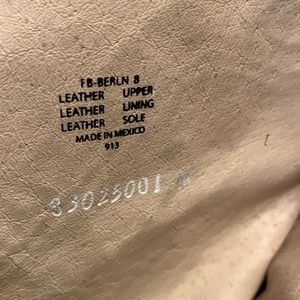 FB-BERLN 8
LEATHER UPPER
LEATHER LINING
LEATHER SOLE
MADE IN MEXICO
913
33025001